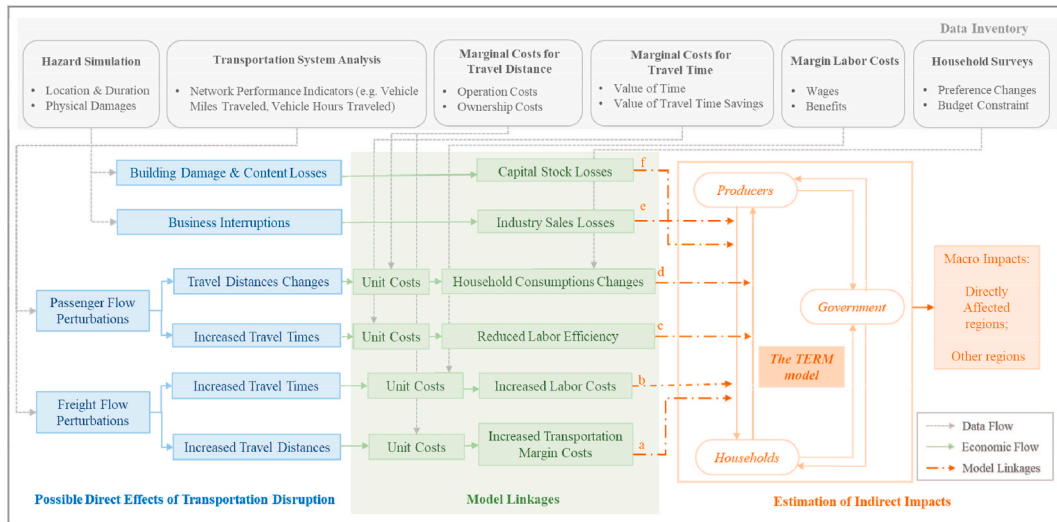 Data Inventory
Hazard Simulation
• Location & Duration
• Physical Damages
Transportation System Analysis
• Network Performance Indicators (e.g. Vehicle
Miles Traveled, Vehicle Hours Traveled)
Marginal Costs for
Travel Distance
• Operation Costs
• Ownership Costs
Marginal Costs for
Travel Time
• Value of Time
• Value of Travel Time Savings
Margin Labor Costs
• Wages
• Benefits
Household Surveys
• Preference Changes
• Budget Constraint
Building Damage & Content Losses
Capital Stock Losses
f
Business Interruptions
Industry Sales Losses
e
Passenger Flow
Perturbations
Travel Distances Changes
Unit Costs
Household Consumptions Changes
d
Increased Travel Times
Unit Costs
Reduced Labor Efficiency
c
Freight Flow
Perturbations
Increased Travel Times
Unit Costs
Increased Labor Costs
b
Increased Travel Distances
Unit Costs
Increased Transportation
Margin Costs
a
Producers
Government
The TERM
model
Households
Macro Impacts:
Directly
Affected
regions;
Other regions
Data Flow
Economic Flow
Model Linkages
Possible Direct Effects of Transportation Disruption
Model Linkages
Estimation of Indirect Impacts